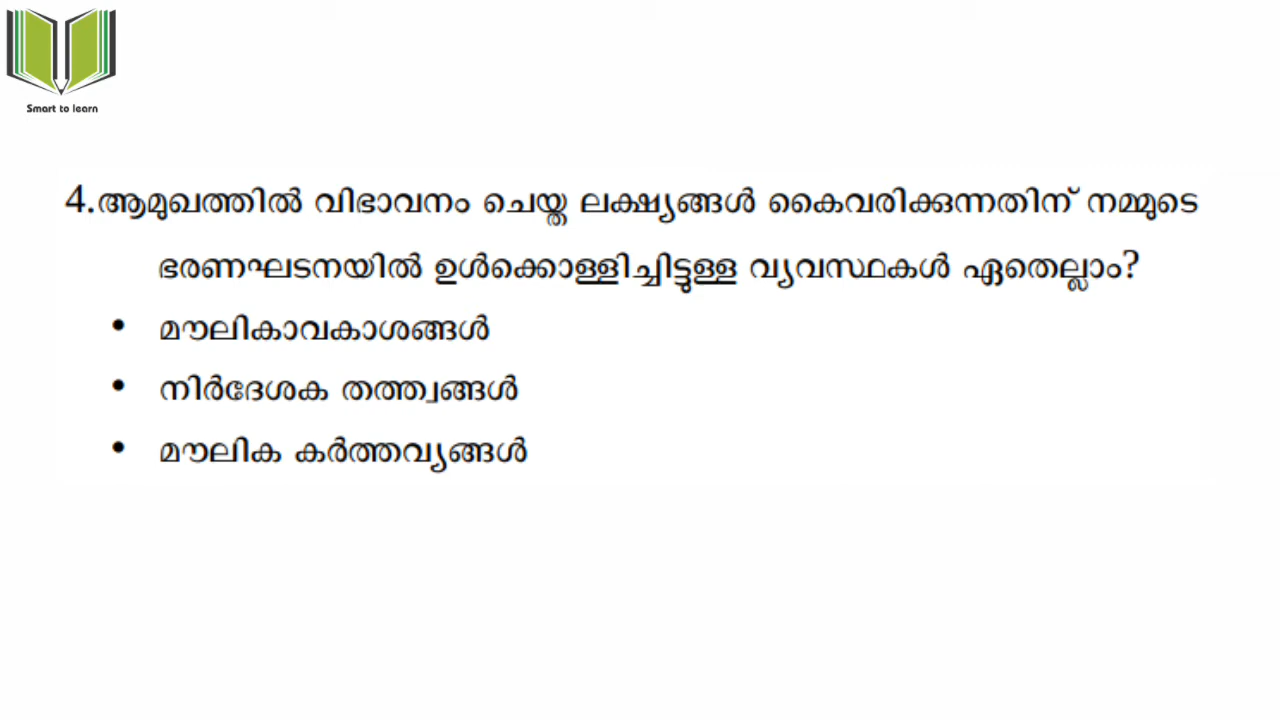 Smart to learn
4.ആമുഖത്തിൽ വിഭാവനം ചെയ്ത ലക്ഷ്യങ്ങൾ കൈവരിക്കുന്നതിന് നമ്മുടെ
ഭരണഘടനയിൽ ഉൾക്കൊള്ളിച്ചിട്ടുള്ള വ്യവസ്ഥകൾ ഏതെല്ലാം?
• മൗലികാവകാശങ്ങൾ
• നിർദേശക തത്ത്വങ്ങൾ
• മൗലിക കർത്തവ്യങ്ങൾ